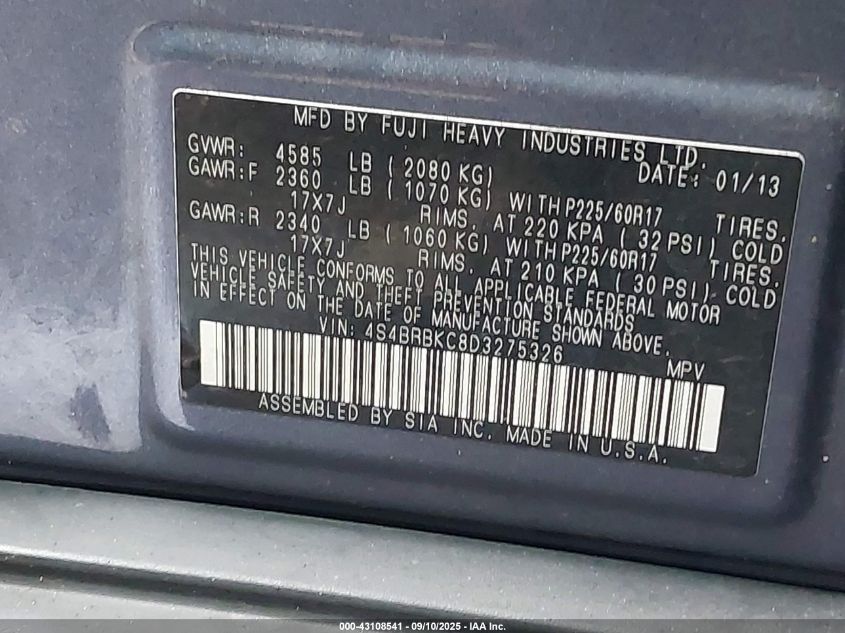 MFD BY FUJI HEAVY INDUSTRIES LTD.
GVWR: 4585 LB ( 2080 KG) DATE: 01/13
GAWR:F 2360 LB ( 1070 KG) WITH P225/60R17 TIRES,
17X7J RIMS, AT 220 KPA ( 32 PSI) COLD
GAWR:R 2340 LB ( 1060 KG) WITH P225/60R17 TIRES,
17X7J RIMS, AT 210 KPA ( 30 PSI) COLD
THIS VEHICLE CONFORMS TO ALL APPLICABLE FEDERAL MOTOR
VEHICLE SAFETY AND THEFT PREVENTION STANDARDS
IN EFFECT ON THE DATE OF MANUFACTURE SHOWN ABOVE.
VIN: 4S4BRBKC8D3275326 MPV
ASSEMBLED BY SIA INC. MADE IN U.S.A.
000-43108541 - 09/10/2025 - IAA Inc.